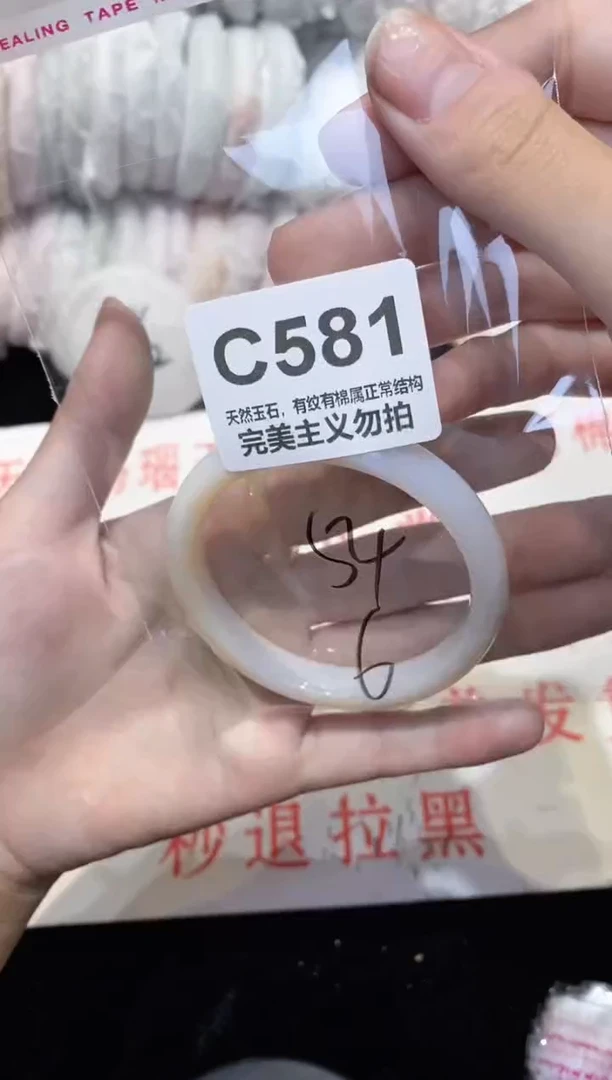 EALING TAPE
C581
天然玉石，有纹有棉属正常结构
完美主义勿拍
54
6
发
秒退拉黑